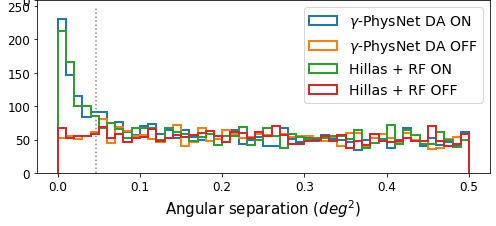 0
250
200
150
100
50
0
γ-PhysNet DA ON
γ-PhysNet DA OFF
Hillas + RF ON
Hillas + RF OFF
0.0 0.1 0.2 0.3 0.4 0.5
Angular separation (deg²)